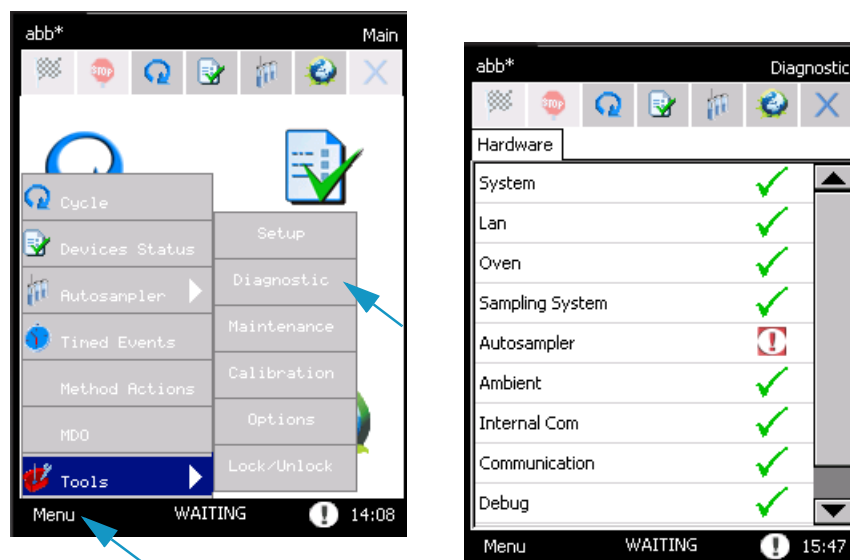 abb* Main
STOP
Cycle
Devices Status
Autosampler
Timed Events
Method Actions
MDO
Tools
Setup
Diagnostic
Maintenance
Calibration
Options
Lock/Unlock
Menu WAITING 14:08
abb* Diagnostic
STOP
Hardware
System
Lan
Oven
Sampling System
Autosampler
Ambient
Internal Com
Communication
Debug
Menu WAITING 15:47